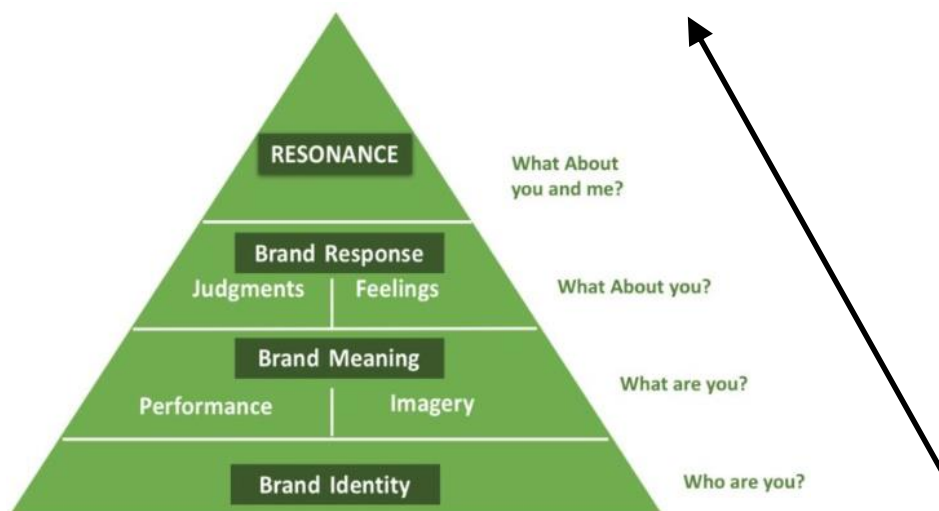 RESONANCE
What About
you and me?
Brand Response
Judgments
Feelings
What About you?
Brand Meaning
What are you?
Performance
Imagery
Brand Identity
Who are you?